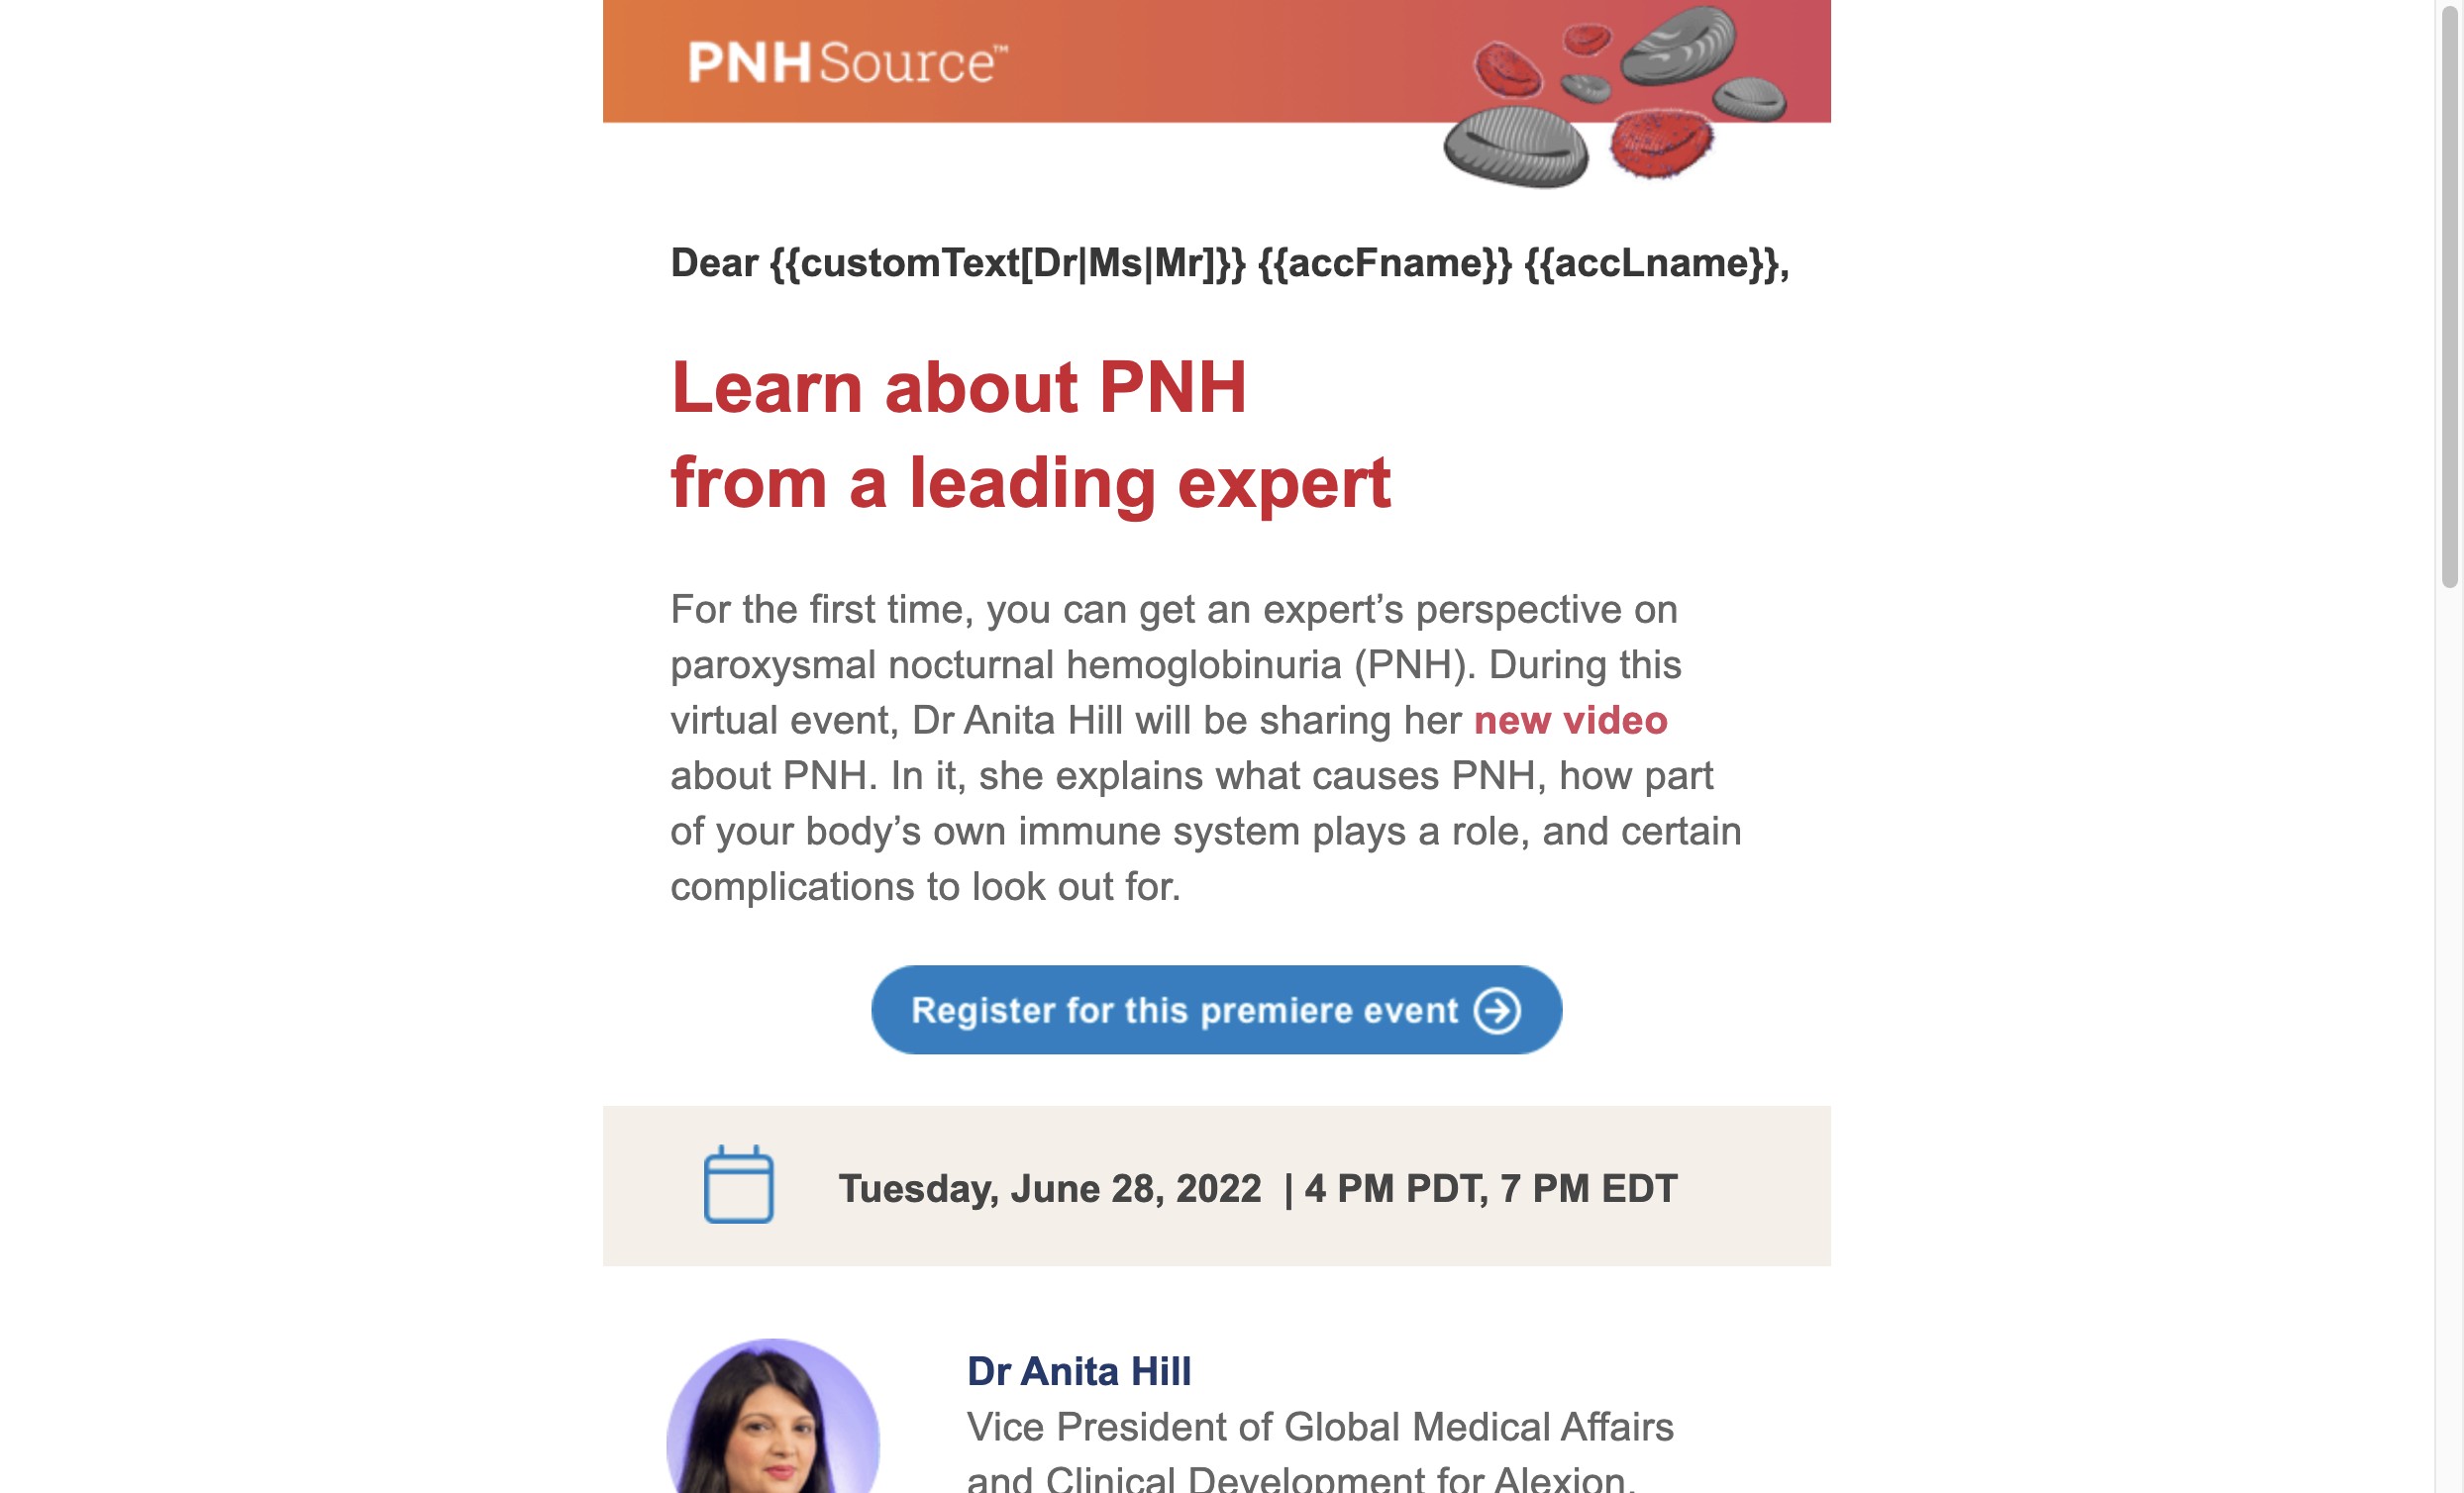 PNHSource™
Dear {{customText[Dr|Ms|Mr]}} {{accFname}} {{accLname}},
Learn about PNH
from a leading expert
For the first time, you can get an expert’s perspective on
paroxysmal nocturnal hemoglobinuria (PNH). During this
virtual event, Dr Anita Hill will be sharing her new video
about PNH. In it, she explains what causes PNH, how part
of your body’s own immune system plays a role, and certain
complications to look out for.
Register for this premiere event
Tuesday, June 28, 2022 | 4 PM PDT, 7 PM EDT
Dr Anita Hill
Vice President of Global Medical Affairs
and Clinical Development for Alexion.